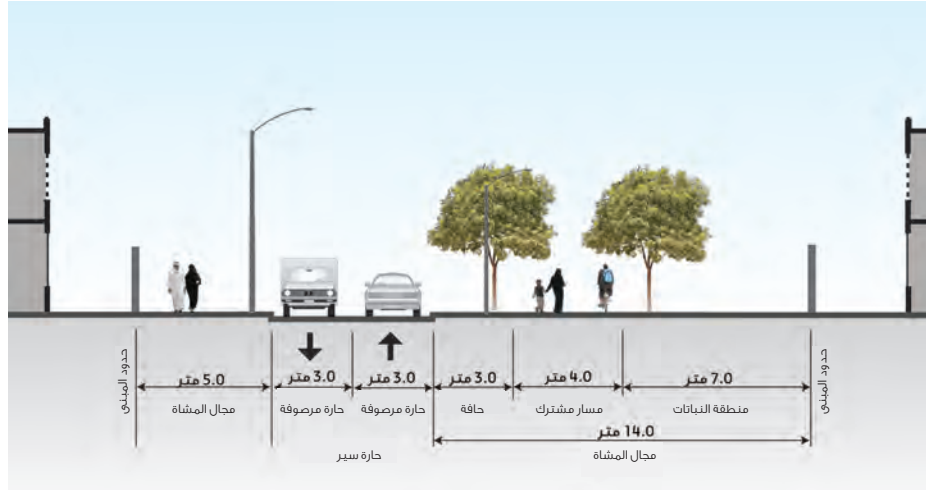 حدود المبنى
7.0 متر
4.0 متر
3.0 متر
3.0 متر
3.0 متر
5.0 متر
حدود المبنى
منطقة النباتات
مسار مشترك
حافة
حارة مرصوفة
حارة مرصوفة
مجال المشاة
14.0 متر
مجال المشاة
حارة سير